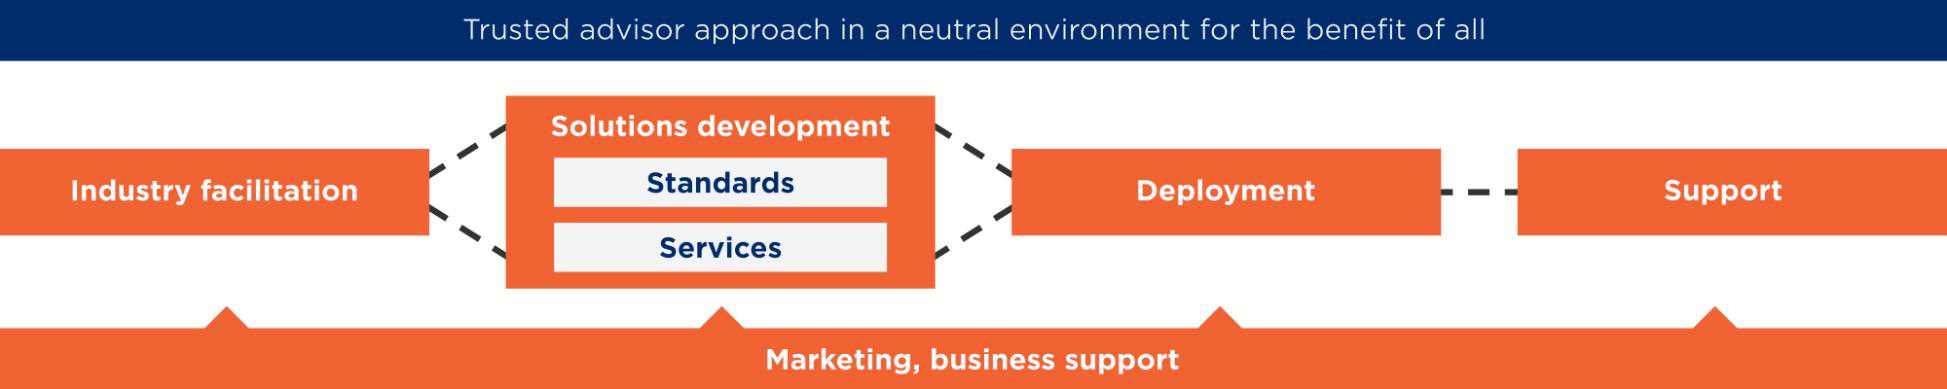 Trusted advisor approach in a neutral environment for the benefit of all
Industry facilitation
Solutions development
Standards
Services
Deployment
Support
Marketing, business support